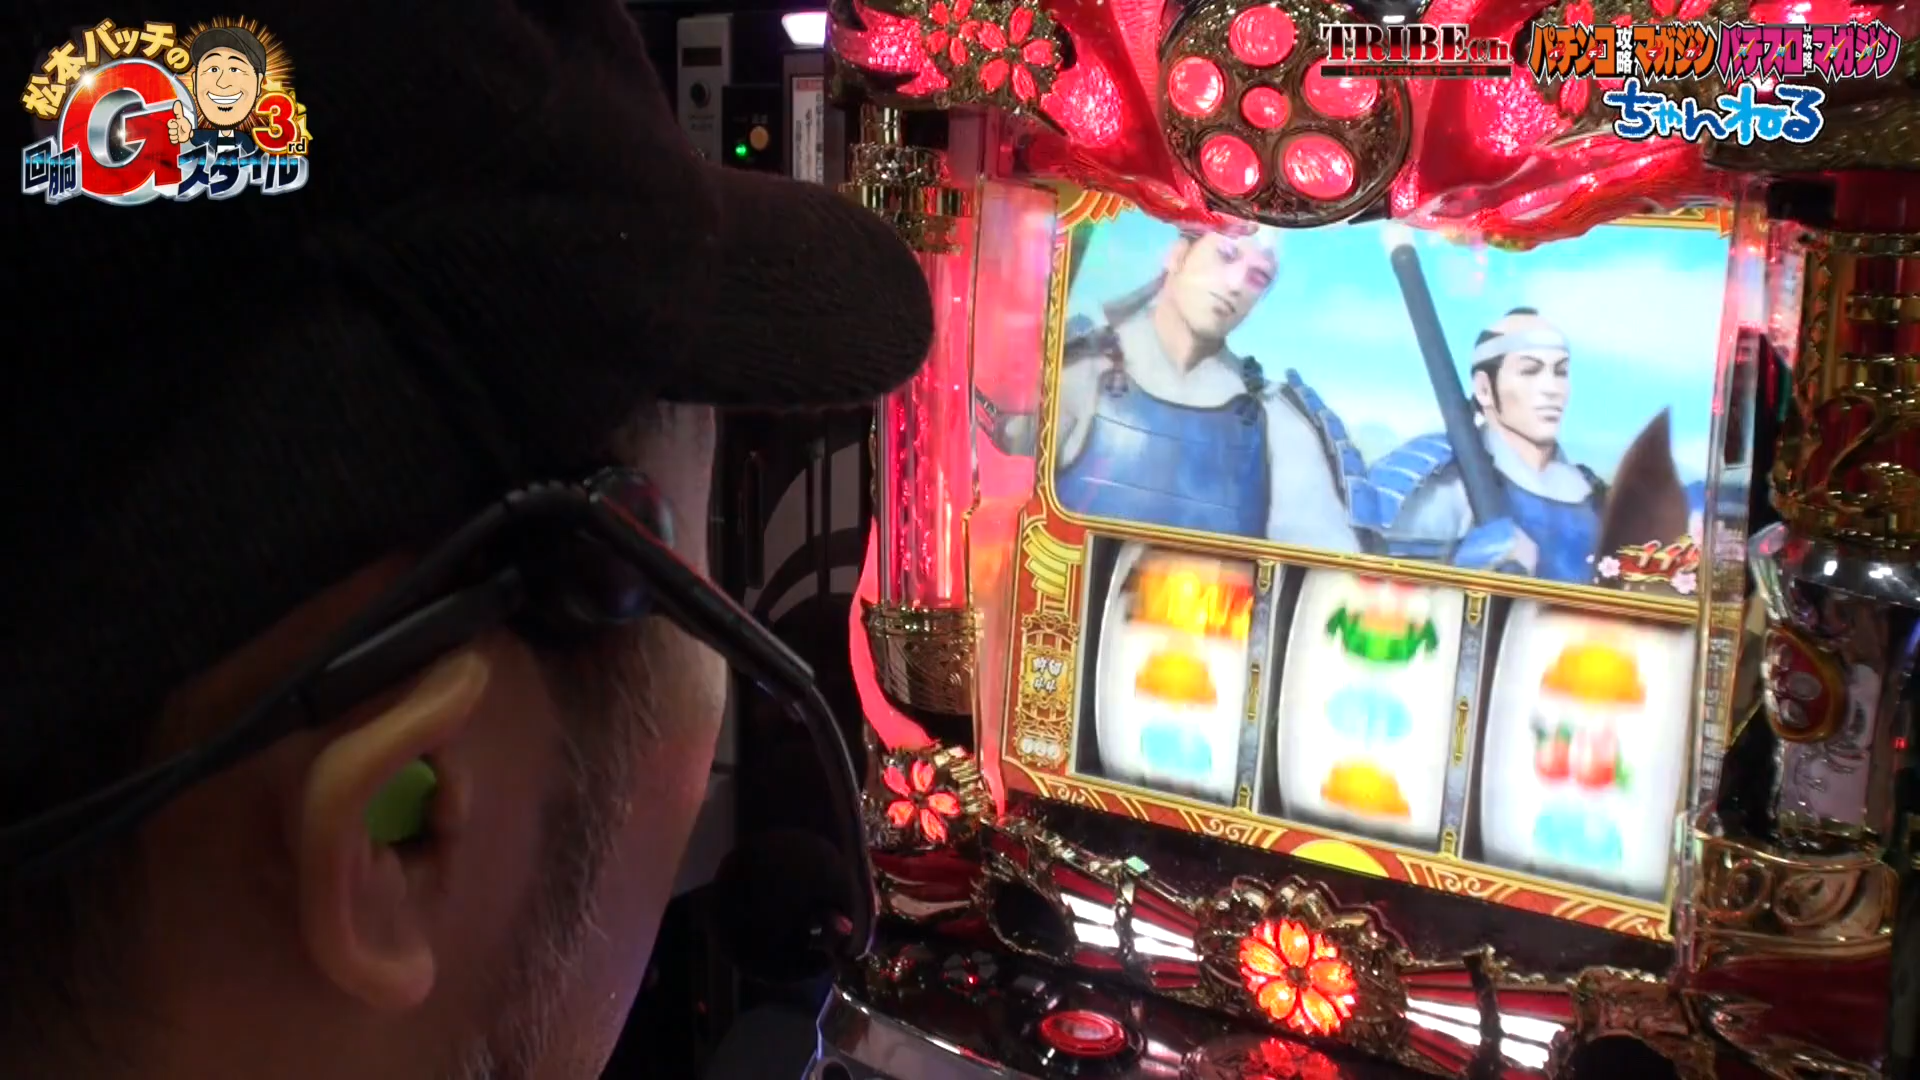 松本バッチの
回胴Gスタイル
3rd
TRIBEch
パチンコ攻略マガジン パチスロ攻略マガジン
ちゃんねる